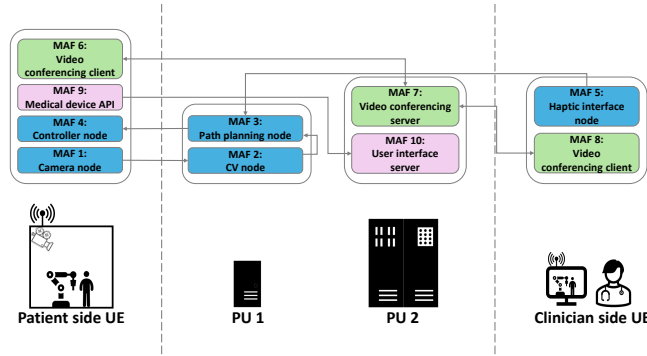 MAF 6:
Video
conferencing client
MAF 9:
Medical device API
MAF 4:
Controller node
MAF 1:
Camera node
MAF 3:
Path planning node
MAF 2:
CV node
MAF 7:
Video conferencing
server
MAF 10:
User interface
server
MAF 5:
Haptic interface
node
MAF 8:
Video
conferencing client
Patient side UE
PU 1
PU 2
Clinician side UE